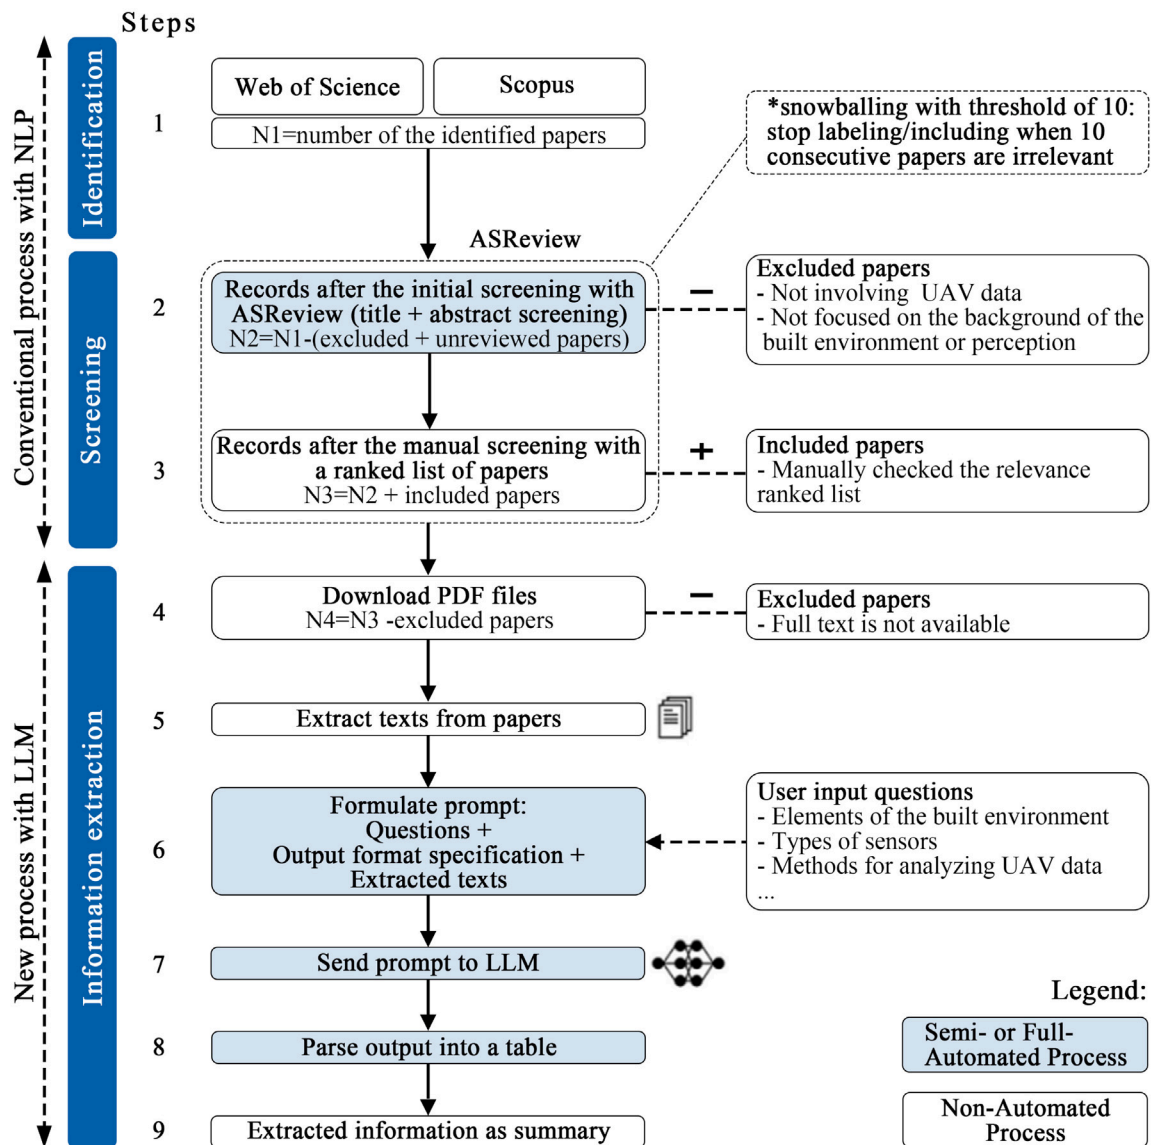 Steps
Conventional process with NLP
Identification
1
Web of Science
Scopus
N1=number of the identified papers
*snowballing with threshold of 10:
stop labeling/including when 10
consecutive papers are irrelevant
ASReview
Screening
2
Records after the initial screening with
ASReview (title + abstract screening)
N2=N1-(excluded + unreviewed papers)
Excluded papers
- Not involving UAV data
- Not focused on the background of the
built environment or perception
3
Records after the manual screening with
a ranked list of papers
N3=N2 + included papers
Included papers
- Manually checked the relevance
ranked list
New process with LLM
Information extraction
4
Download PDF files
N4=N3 -excluded papers
Excluded papers
- Full text is not available
5
Extract texts from papers
6
Formulate prompt:
Questions +
Output format specification +
Extracted texts
User input questions
- Elements of the built environment
- Types of sensors
- Methods for analyzing UAV data
...
7
Send prompt to LLM
8
Parse output into a table
9
Extracted information as summary
Legend:
Semi- or Full-
Automated Process
Non-Automated
Process